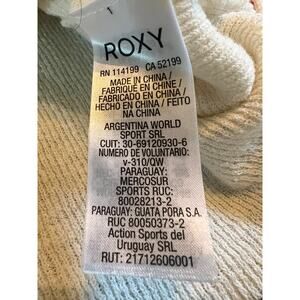 ROXY
RN 114199 CA 52199
MADE IN CHINA /
FABRIQUE EN CHINE /
FABRICADO EN CHINA /
HECHO EN CHINA / FEITO
NA CHINA
ARGENTINA WORLD
SPORT SRL
CUIT: 30-69120930-6
NUMERO DE VOLUNTARIO:
v-310/QW
PARAGUAY:
MERCOSUR
SPORTS RUC:
80028213-2
PARAGUAY: GUATA PORA S.A.
RUC 80050373-2
Action Sports del
Uruguay SRL
RUT: 21712606001